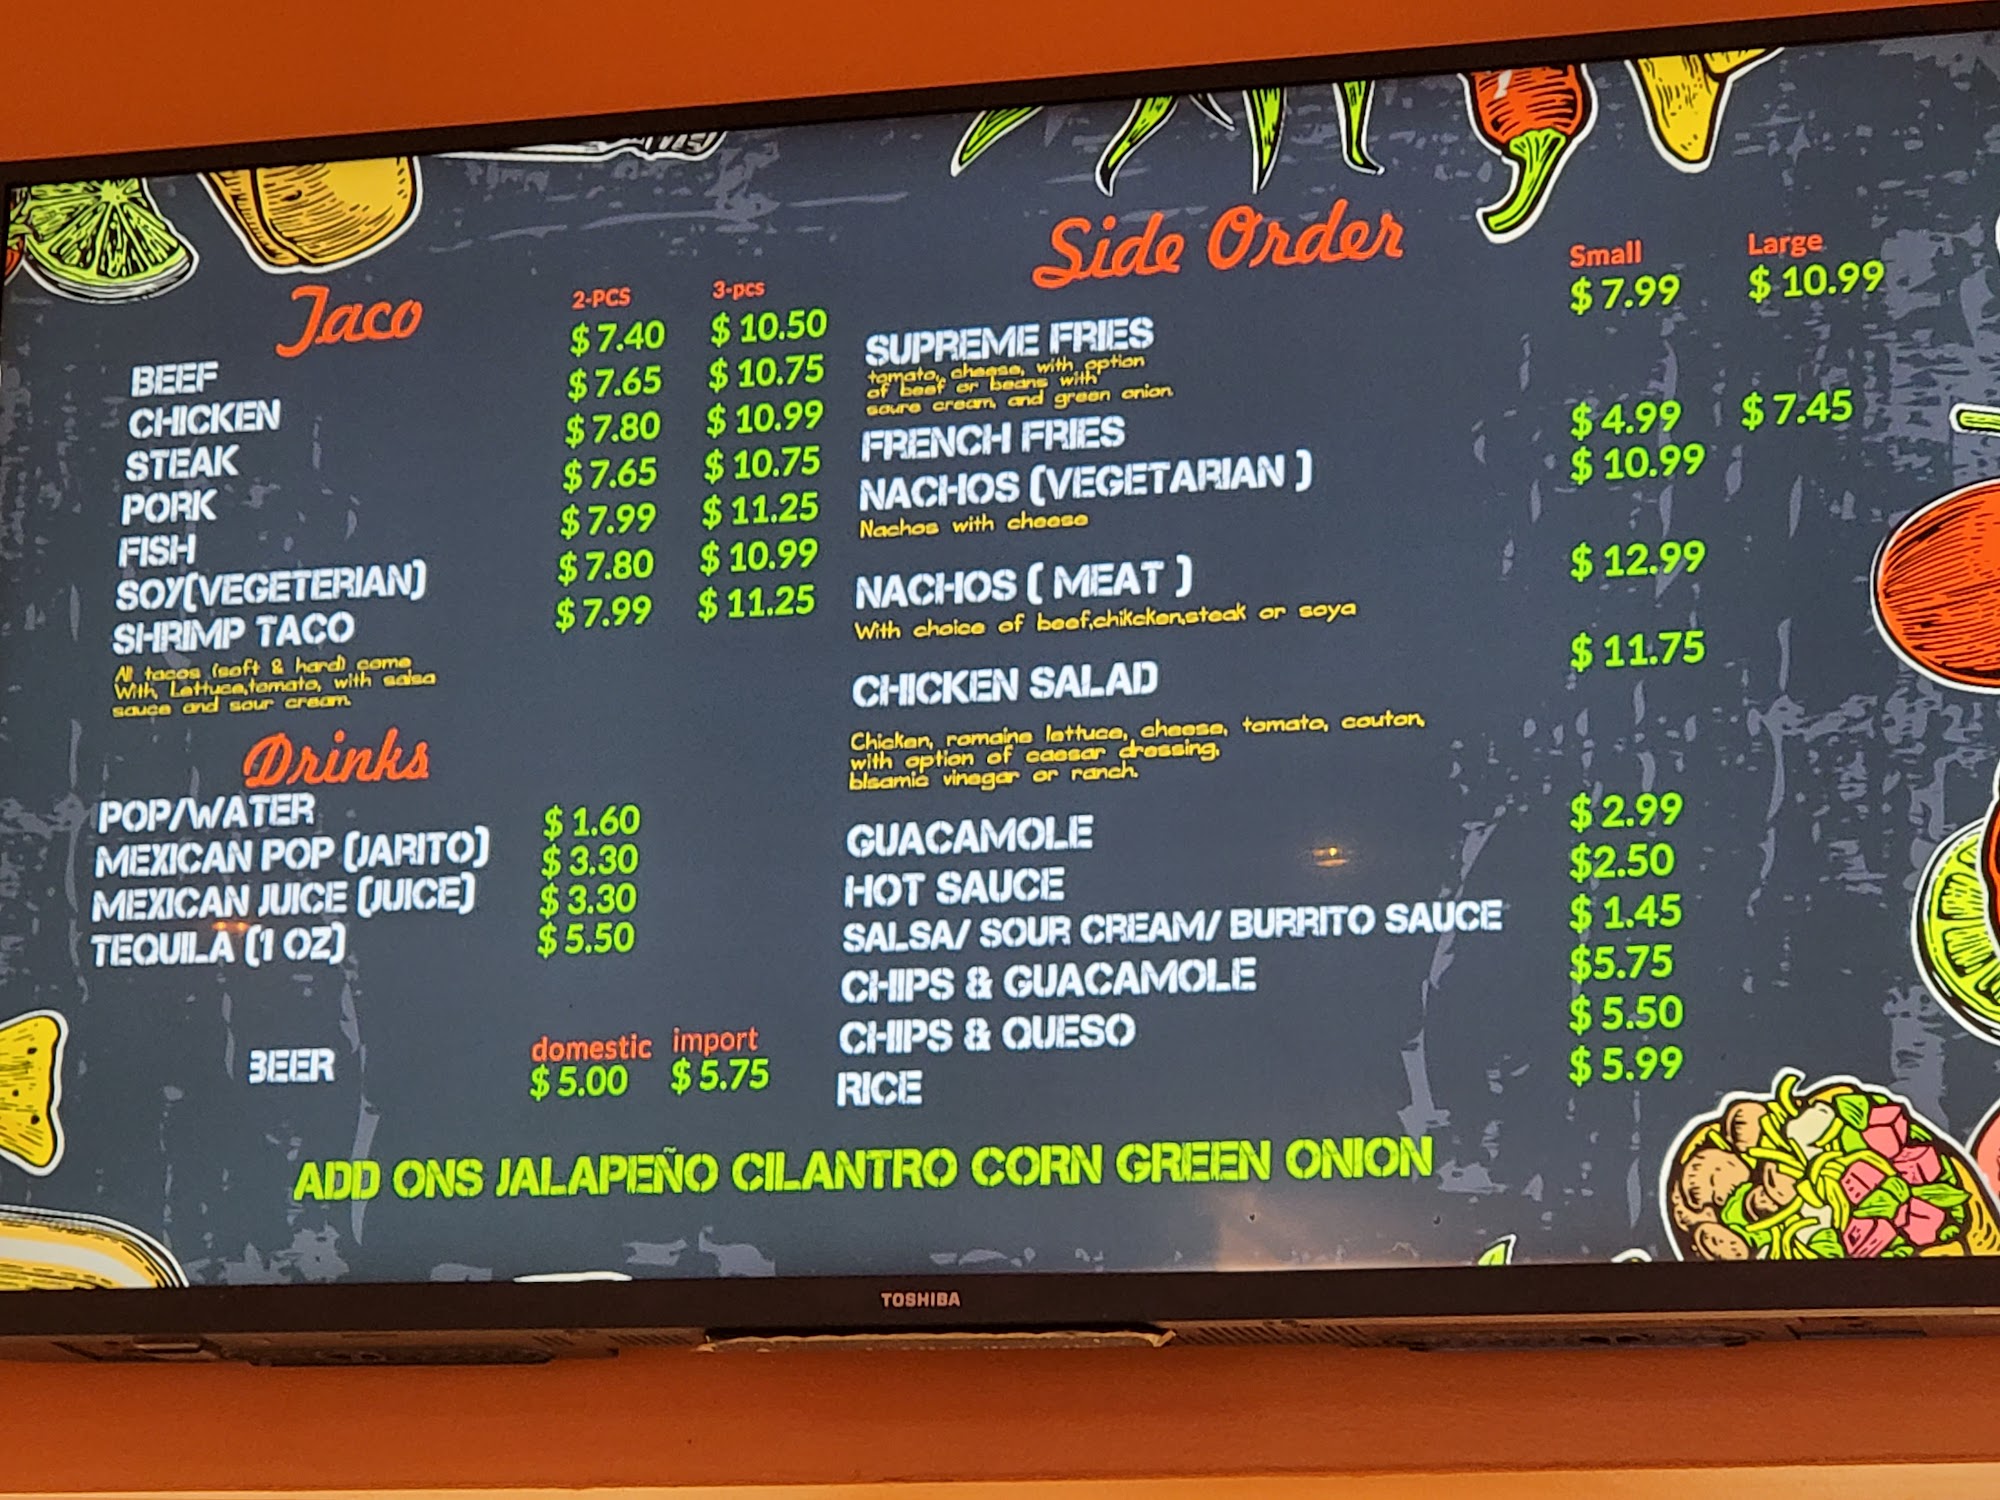 Taco 2-PCS 3-pcs
BEEF $ 7.40 $ 10.50
CHICKEN $ 7.65 $ 10.75
STEAK $ 7.80 $ 10.99
PORK $ 7.65 $ 10.75
FISH $ 7.99 $ 11.25
SOY(VEGETERIAN) $ 7.80 $ 10.99
SHRIMP TACO $ 7.99 $ 11.25
All tacos (soft & hard) come
With, Lettuce,tomato, with salsa
sauce and sour cream.
Drinks
POP/WATER $ 1.60
MEXICAN POP (JARITO) $ 3.30
MEXICAN JUICE (JUICE) $ 3.30
TEQUILA (1 OZ) $ 5.50
domestic import
BEER $ 5.00 $ 5.75
Side Order Small Large
SUPREME FRIES $ 7.99 $ 10.99
tomato, cheese, with option
of beef or beans with
soure cream, and green onion.
FRENCH FRIES $ 4.99 $ 7.45
NACHOS (VEGETARIAN ) $ 10.99
Nachos with cheese
NACHOS ( MEAT ) $ 12.99
With choice of beef,chikcken,steak or soya
CHICKEN SALAD $ 11.75
Chicken, romaine lettuce, cheese, tomato, couton,
with option of caesar dressing,
blsamic vinegar or ranch.
GUACAMOLE $ 2.99
HOT SAUCE $2.50
SALSA/ SOUR CREAM/ BURRITO SAUCE $ 1.45
CHIPS & GUACAMOLE $5.75
CHIPS & QUESO $ 5.50
RICE $ 5.99
ADD ONS JALAPEÑO CILANTRO CORN GREEN ONION
TOSHIBA